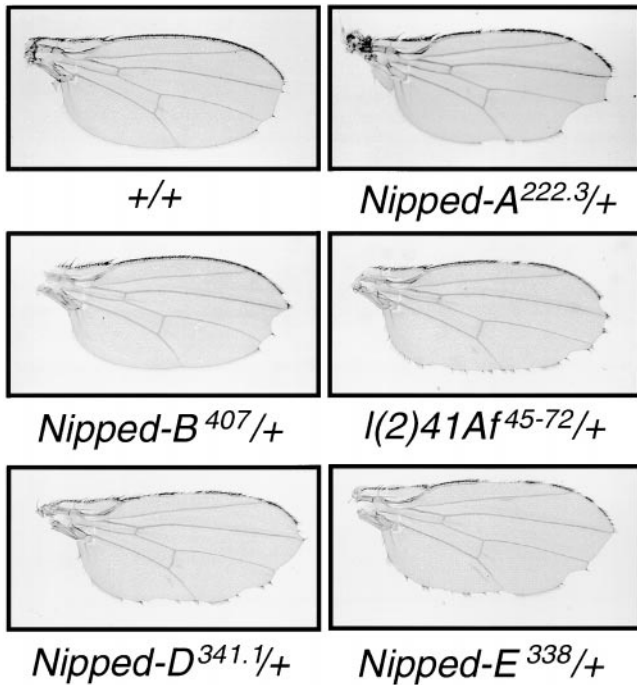 +/+
Nipped-A222.3/+
Nipped-B407/+
l(2)41Af45-72/+
Nipped-D341.1/+
Nipped-E338/+